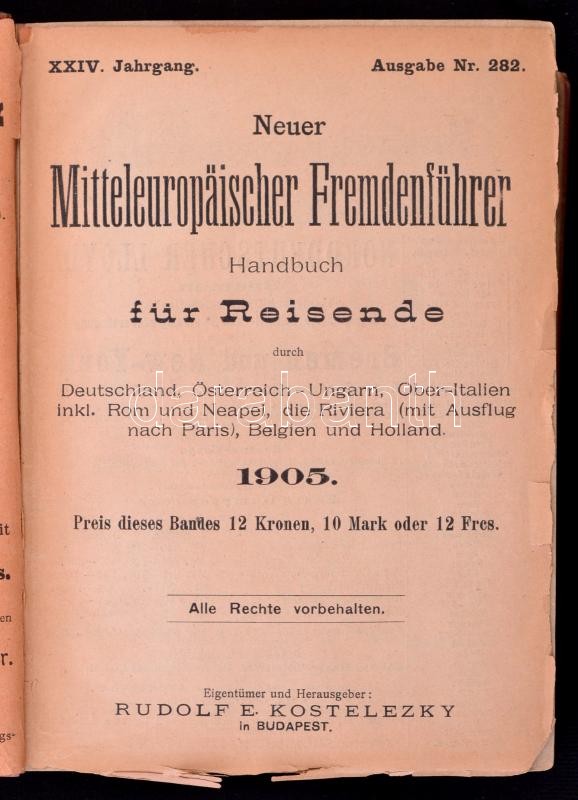 XXIV. Jahrgang. Ausgabe Nr. 282.
Neuer
Mitteleuropäischer Fremdenführer
Handbuch
für Reisende
durch
Deutschland, Österreich-Ungarn, Ober-Italien
inkl. Rom und Neapel, die Riviera (mit Ausflug
nach Paris), Belgien und Holland.
1905.
Preis dieses Bandes 12 Kronen, 10 Mark oder 12 Frcs.
Alle Rechte vorbehalten.
Eigentümer und Herausgeber:
RUDOLF E. KOSTELEZKY
in BUDAPEST.
darabanth